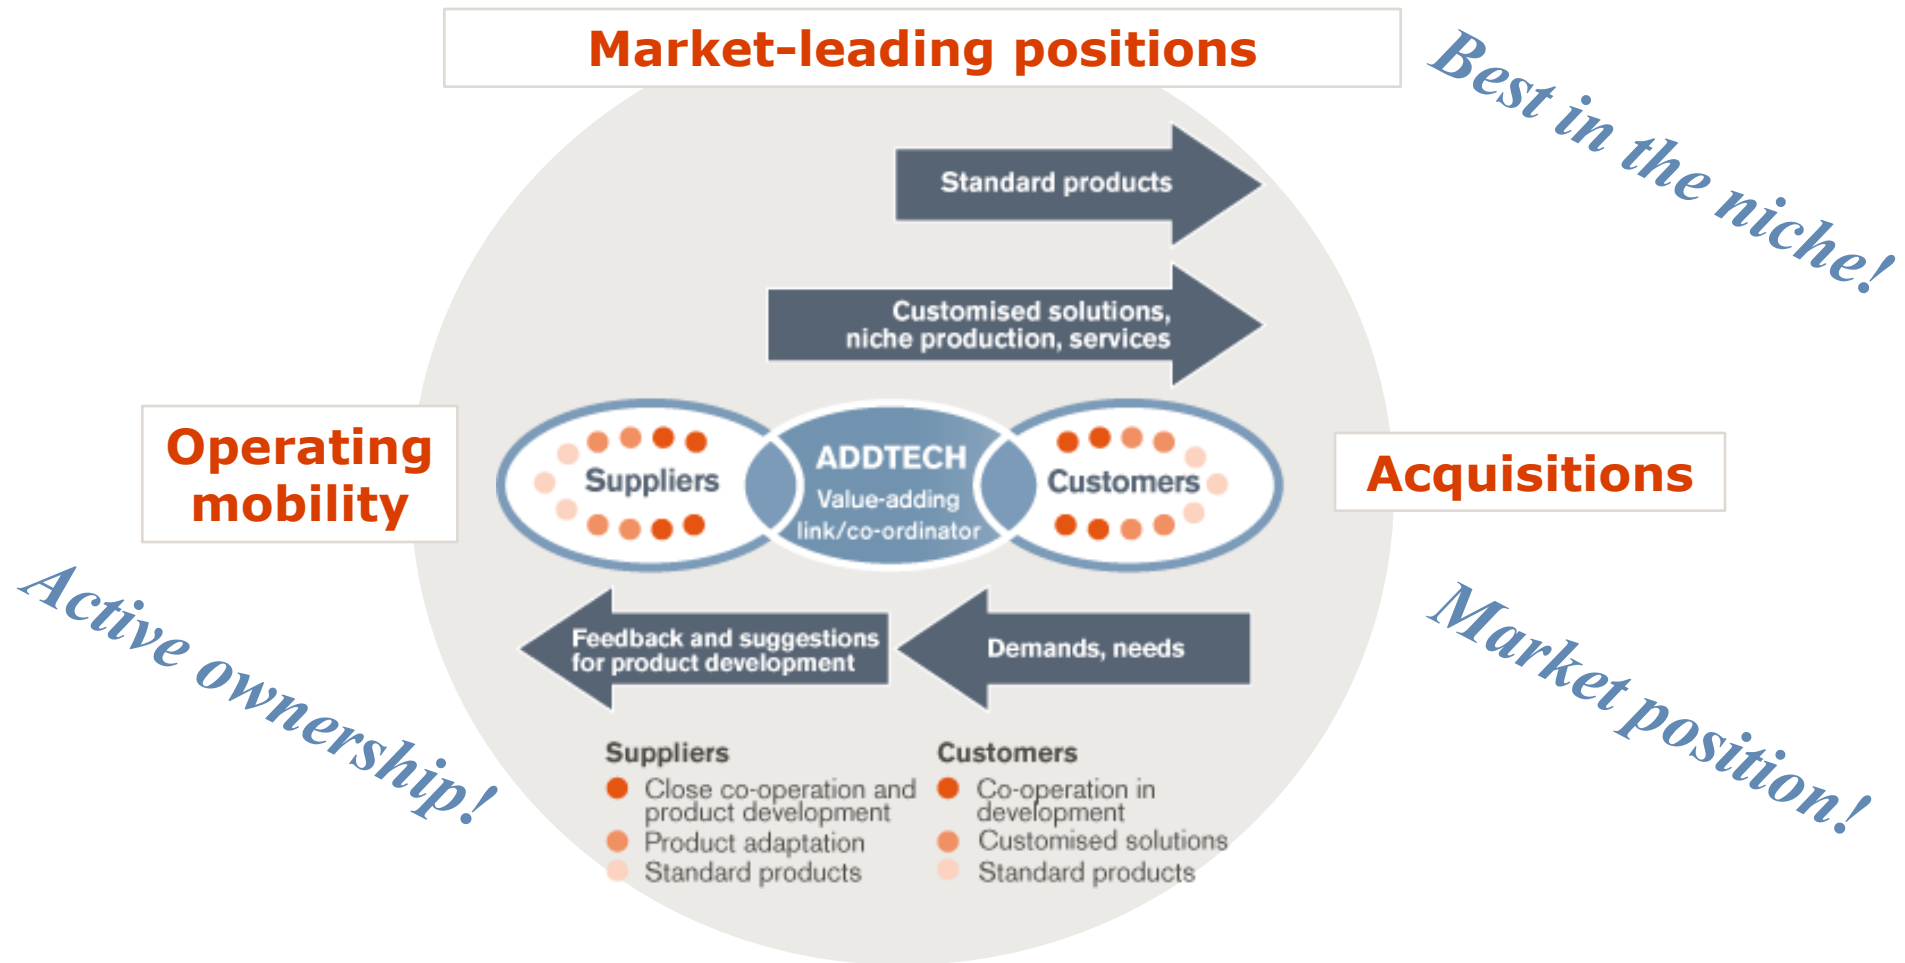 Market-leading positions
Best in the niche!
Standard products
Customised solutions,
niche production, services
Operating
mobility
Suppliers
ADDTECH
Value-adding
link/co-ordinator
Customers
Acquisitions
Active ownership!
Feedback and suggestions
for product development
Demands, needs
Market position!
Suppliers
Close co-operation and
product development
Product adaptation
Standard products
Customers
Co-operation in
development
Customised solutions
Standard products